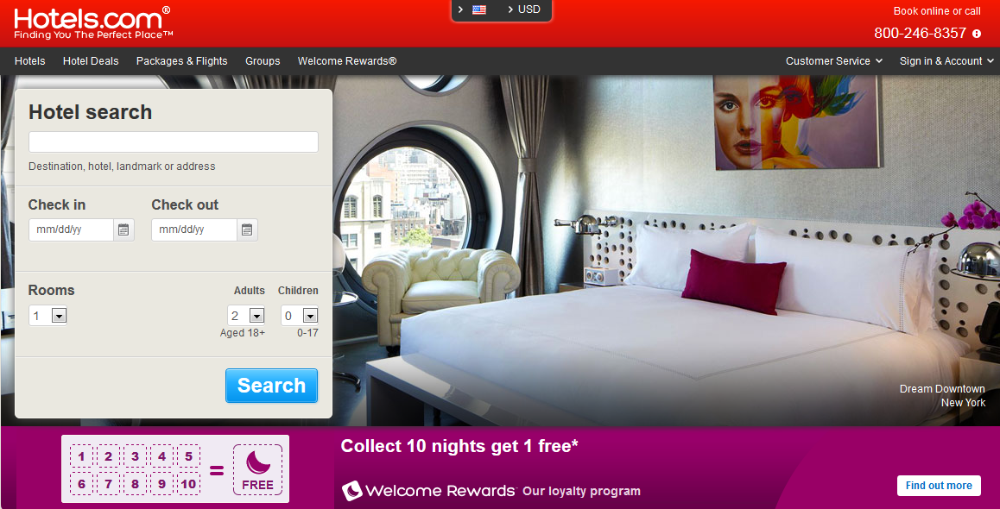 Hotels.com®
Finding You The Perfect Place™
USD
Book online or call
800-246-8357
Hotels
Hotel Deals
Packages & Flights
Groups
Welcome Rewards®
Customer Service
Sign in & Account
Hotel search
Destination, hotel, landmark or address
Check in
Check out
mm/dd/yy
mm/dd/yy
Rooms
Adults
Children
1
2
0
Aged 18+
0-17
Search
Dream Downtown
New York
1 2 3 4 5
6 7 8 9 10
=
FREE
Collect 10 nights get 1 free*
Welcome Rewards™ Our loyalty program
Find out more